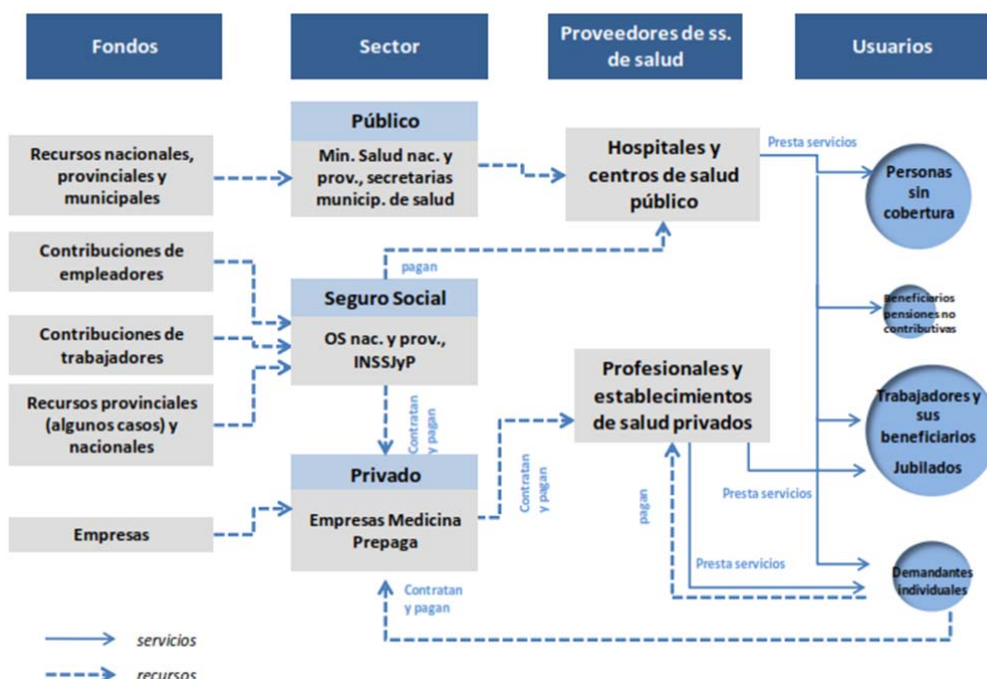 Fondos
Sector
Proveedores de ss.
de salud
Usuarios
Recursos nacionales,
provinciales y
municipales
Público
Min. Salud nac. y
prov., secretarias
municip. de salud
Hospitales y
centros de salud
público
Presta servicios
Personas
sin
cobertura
Contribuciones de
empleadores
pagan
Seguro Social
OS nac. y prov.,
INSSJyP
Beneficiarios
pensiones no
contributivas
Contribuciones de
trabajadores
Recursos provinciales
(algunos casos) y
nacionales
Contratan
y pagan
Profesionales y
establecimientos
de salud privados
Trabajadores y
sus
beneficiarios
Jubilados
Privado
Empresas Medicina
Prepaga
Contratan
y pagan
pagan
Presta servicios
Empresas
Presta servicios
Demandantes
individuales
Contratan
y pagan
servicios
recursos